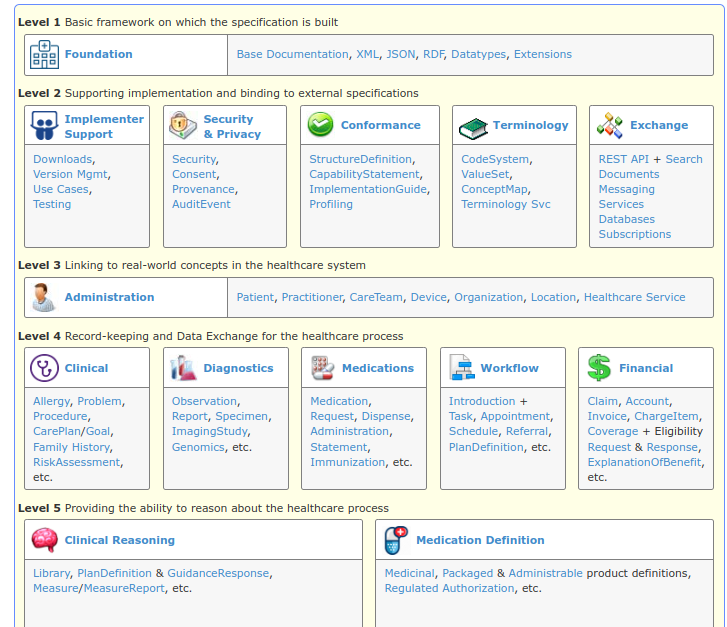 Level 1 Basic framework on which the specification is built
Foundation
Base Documentation, XML, JSON, RDF, Datatypes, Extensions
Level 2 Supporting implementation and binding to external specifications
Implementer
Support
Downloads,
Version Mgmt,
Use Cases,
Testing
Security
& Privacy
Security,
Consent,
Provenance,
AuditEvent
Conformance
StructureDefinition,
CapabilityStatement,
ImplementationGuide,
Profiling
Terminology
CodeSystem,
ValueSet,
ConceptMap,
Terminology Svc
Exchange
REST API + Search
Documents
Messaging
Services
Databases
Subscriptions
Level 3 Linking to real-world concepts in the healthcare system
Administration
Patient, Practitioner, CareTeam, Device, Organization, Location, Healthcare Service
Level 4 Record-keeping and Data Exchange for the healthcare process
Clinical
Allergy, Problem,
Procedure,
CarePlan/Goal,
Family History,
RiskAssessment,
etc.
Diagnostics
Observation,
Report, Specimen,
ImagingStudy,
Genomics, etc.
Medications
Medication,
Request, Dispense,
Administration,
Statement,
Immunization, etc.
Workflow
Introduction +
Task, Appointment,
Schedule, Referral,
PlanDefinition, etc.
Financial
Claim, Account,
Invoice, ChargeItem,
Coverage + Eligibility
Request & Response,
ExplanationOfBenefit,
etc.
Level 5 Providing the ability to reason about the healthcare process
Clinical Reasoning
Library, PlanDefinition & GuidanceResponse,
Measure/MeasureReport, etc.
Medication Definition
Medicinal, Packaged & Administrable product definitions,
Regulated Authorization, etc.